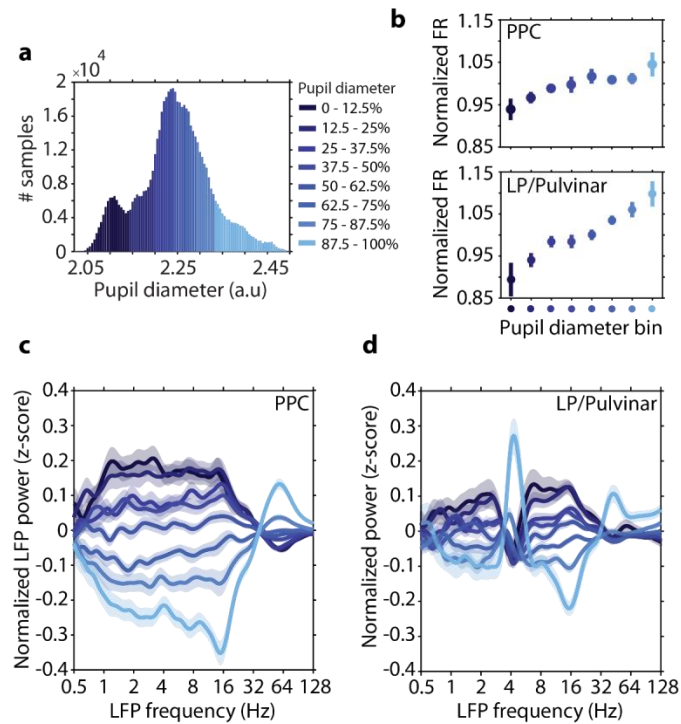 a
×10⁴
2
1.6
1.2
0.8
0.4
0
# samples
2.05
2.25
2.45
Pupil diameter (a.u)
Pupil diameter
0 - 12.5%
12.5 - 25%
25 - 37.5%
37.5 - 50%
50 - 62.5%
62.5 - 75%
75 - 87.5%
87.5 - 100%
b
PPC
Normalized FR
1.15
1.05
0.95
0.85
LP/Pulvinar
Normalized FR
1.15
1.05
0.95
0.85
Pupil diameter bin
c
PPC
Normalized LFP power (z-score)
0.4
0.3
0.2
0.1
0
-0.1
-0.2
-0.3
-0.4
0.5 1 2 4 8 16 32 64 128
LFP frequency (Hz)
d
LP/Pulvinar
Normalized power (z-score)
0.4
0.3
0.2
0.1
0
-0.1
-0.2
-0.3
-0.4
0.5 1 2 4 8 16 32 64 128
LFP frequency (Hz)